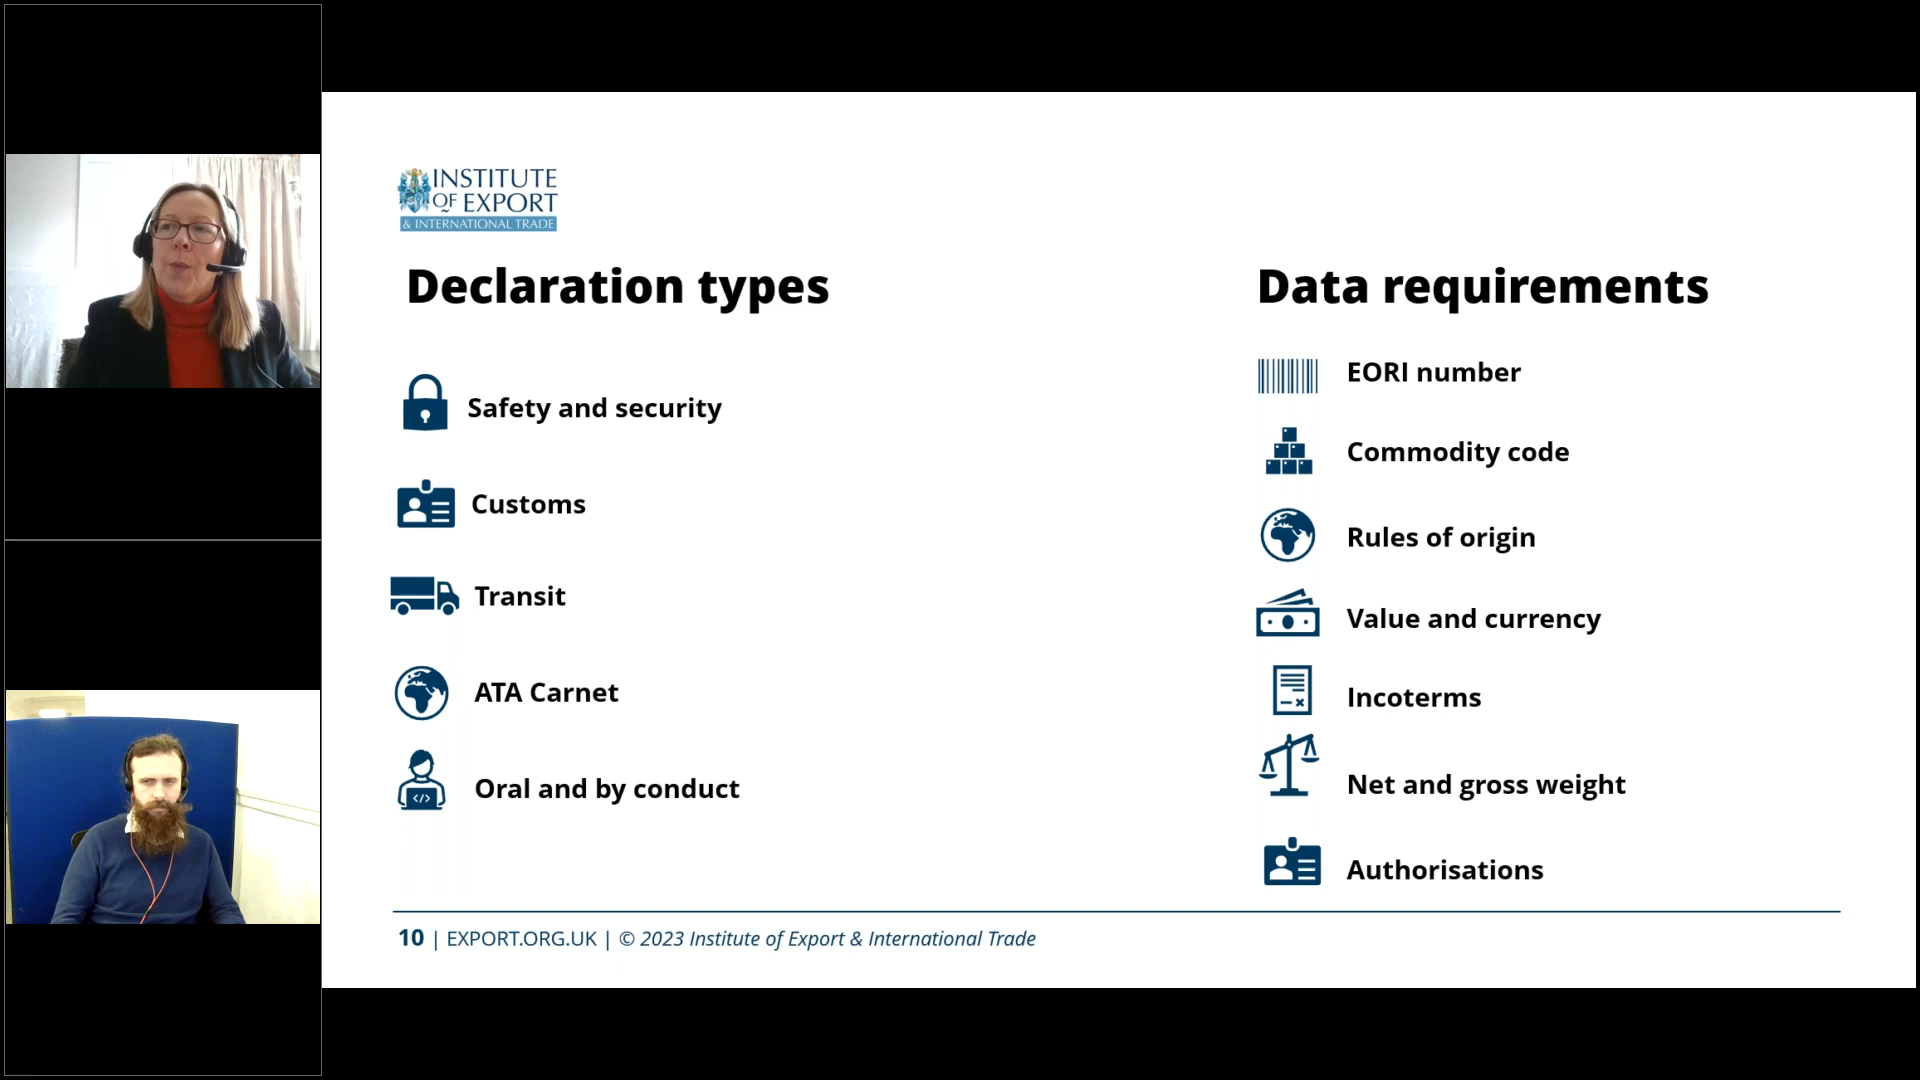 INSTITUTE
OF EXPORT
& INTERNATIONAL TRADE
Declaration types
Safety and security
Customs
Transit
ATA Carnet
</>
Oral and by conduct
Data requirements
EORI number
Commodity code
Rules of origin
Value and currency
Incoterms
Net and gross weight
Authorisations
10 | EXPORT.ORG.UK | © 2023 Institute of Export & International Trade